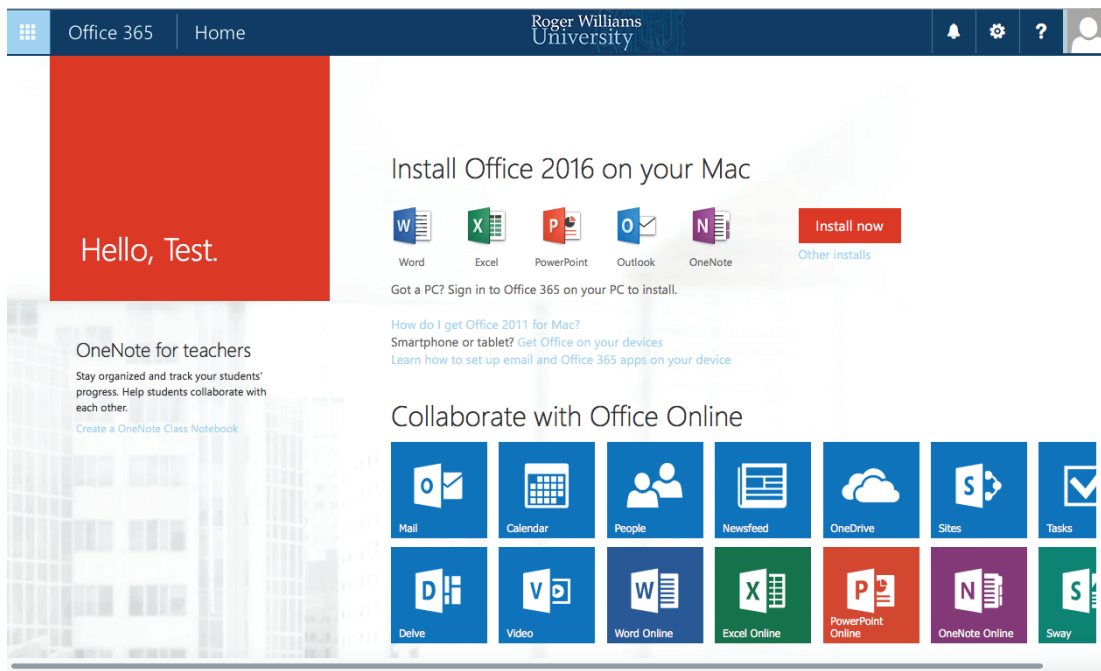 Office 365
Home
Roger Williams
University
?
Hello, Test.
OneNote for teachers
Stay organized and track your students'
progress. Help students collaborate with
each other.
Create a OneNote Class Notebook
Install Office 2016 on your Mac
W
X
P
O
N
Word
Excel
PowerPoint
Outlook
OneNote
Install now
Other installs
Got a PC? Sign in to Office 365 on your PC to install.
How do I get Office 2011 for Mac?
Smartphone or tablet? Get Office on your devices
Learn how to set up email and Office 365 apps on your device
Collaborate with Office Online
O
S
Mail
Calendar
People
Newsfeed
OneDrive
Sites
Tasks
D
V
W
X
P
N
S
Delve
Video
Word Online
Excel Online
PowerPoint
Online
OneNote Online
Sway